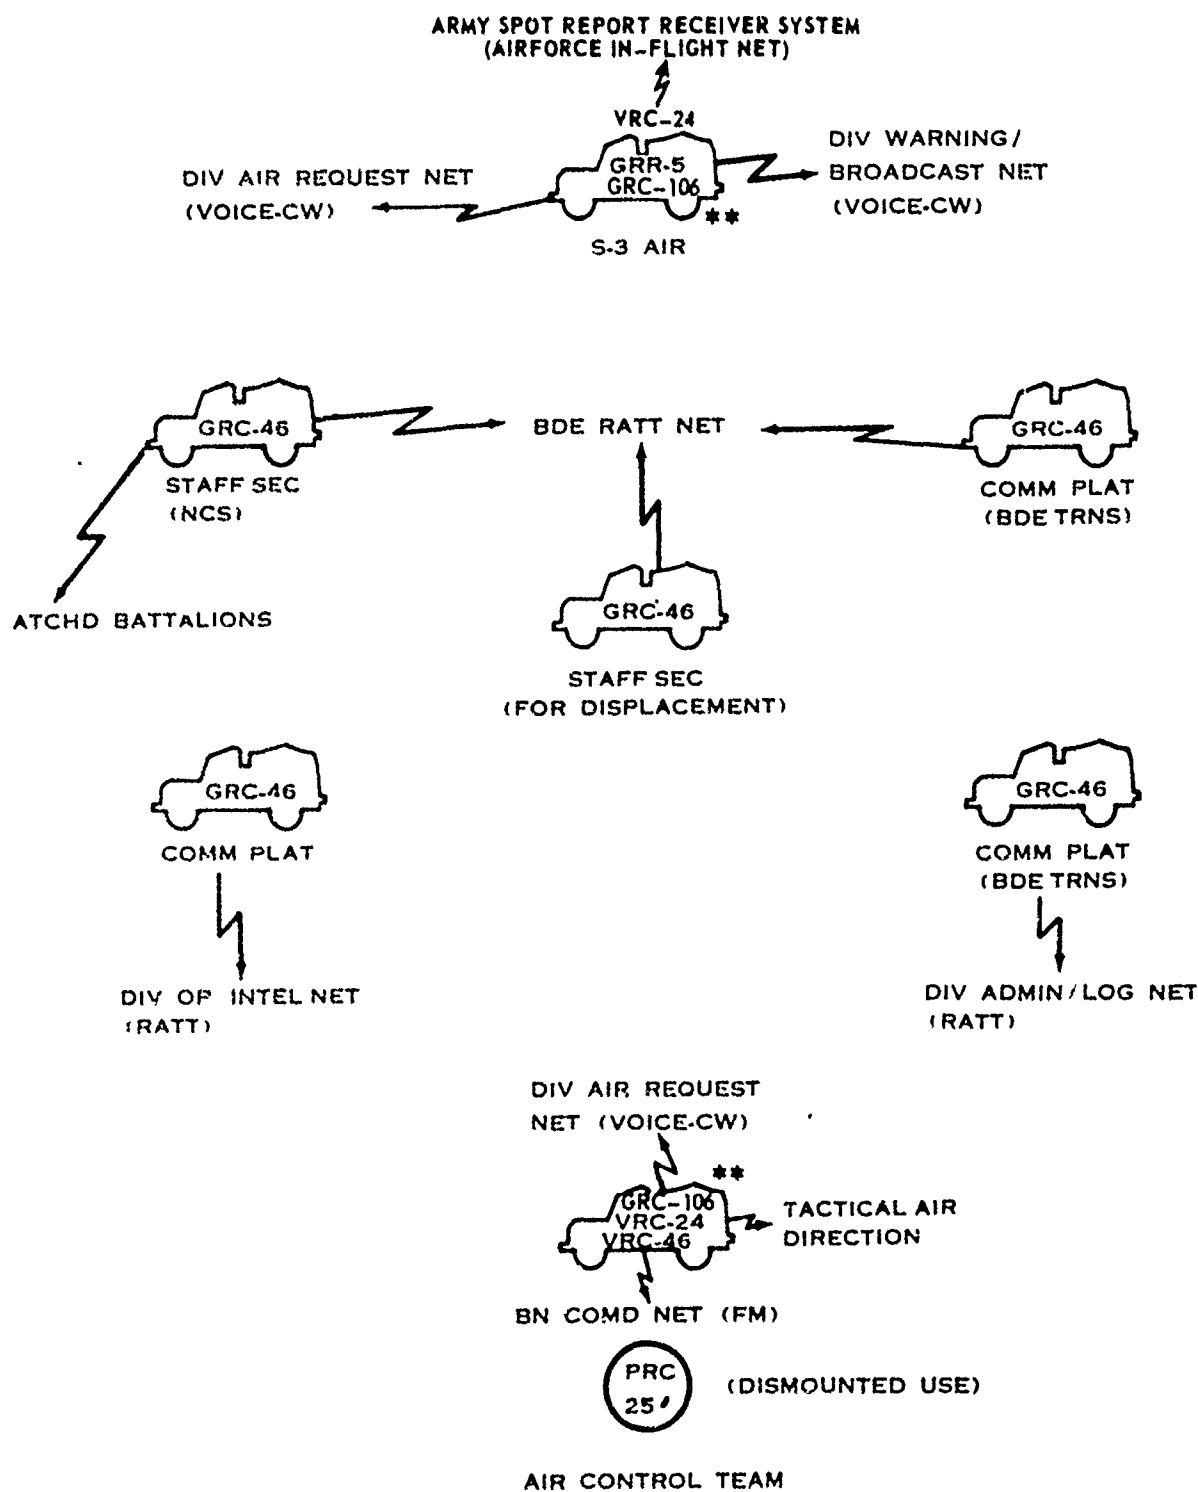 ARMY SPOT REPORT RECEIVER SYSTEM
(AIRFORCE IN-FLIGHT NET)
VRC-24
GRR-5
GRC-106
**
S-3 AIR
DIV AIR REQUEST NET
(VOICE-CW)
DIV WARNING/
BROADCAST NET
(VOICE-CW)
GRC-46
STAFF SEC
(NCS)
BDE RATT NET
GRC-46
COMM PLAT
(BDE TRNS)
ATCHD BATTALIONS
GRC-46
STAFF SEC
(FOR DISPLACEMENT)
GRC-46
COMM PLAT
GRC-46
COMM PLAT
(BDE TRNS)
DIV OP INTEL NET
(RATT)
DIV ADMIN/LOG NET
(RATT)
DIV AIR REQUEST
NET (VOICE-CW)
**
GRC-106
VRC-24
VRC-46
TACTICAL AIR
DIRECTION
BN COMD NET (FM)
PRC
25
(DISMOUNTED USE)
AIR CONTROL TEAM